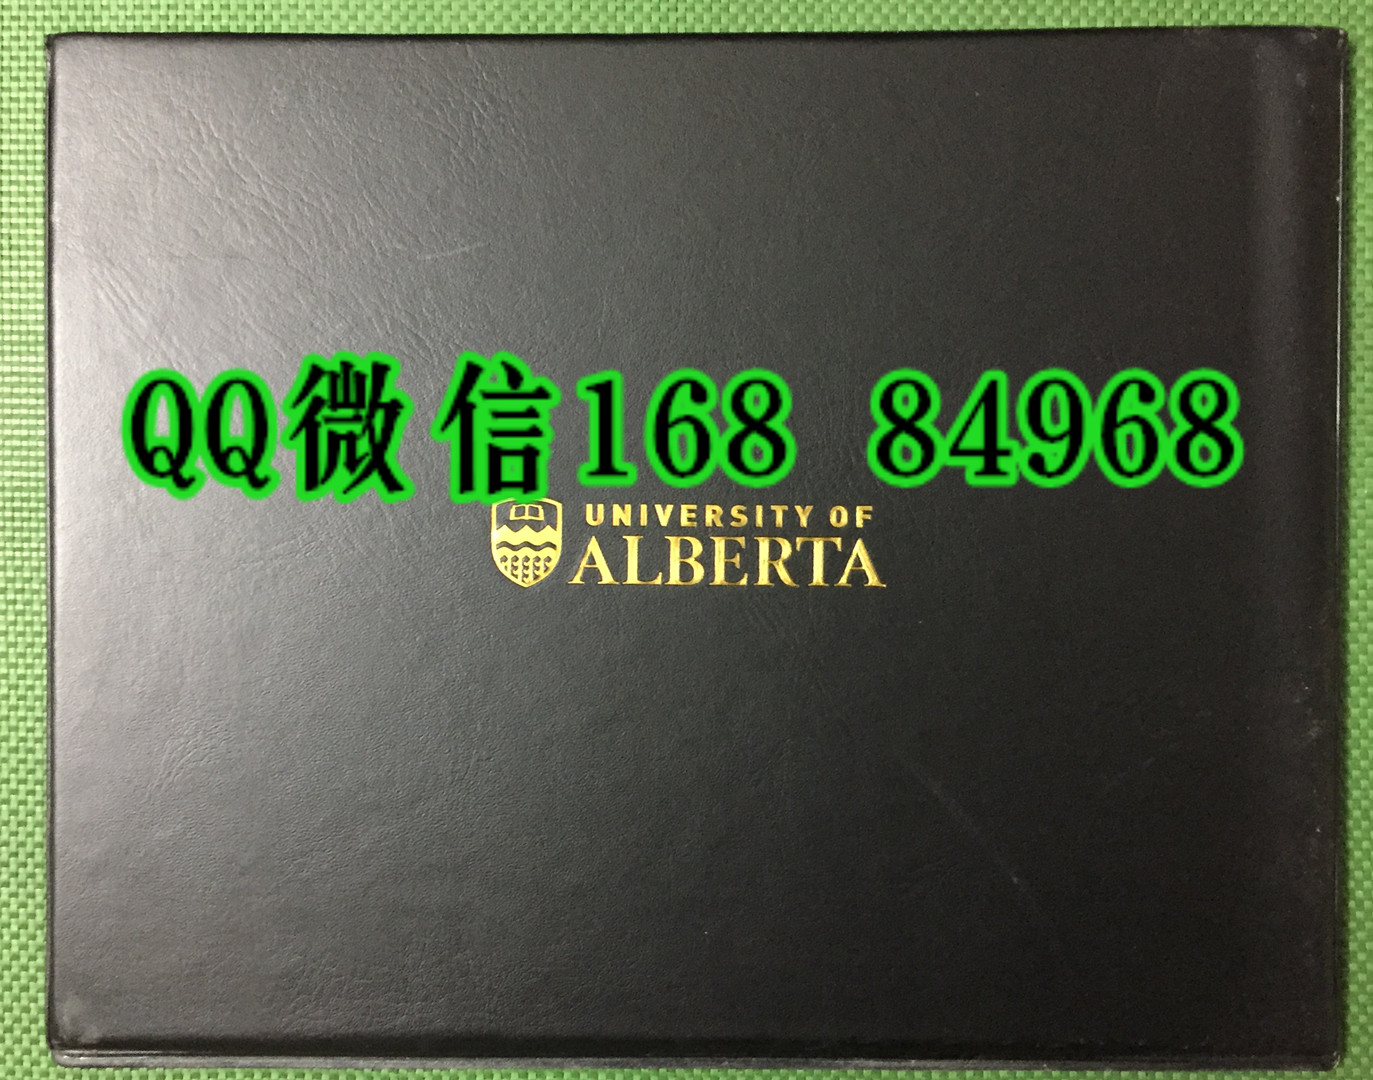 QQ微信168 84968
UNIVERSITY OF
ALBERTA